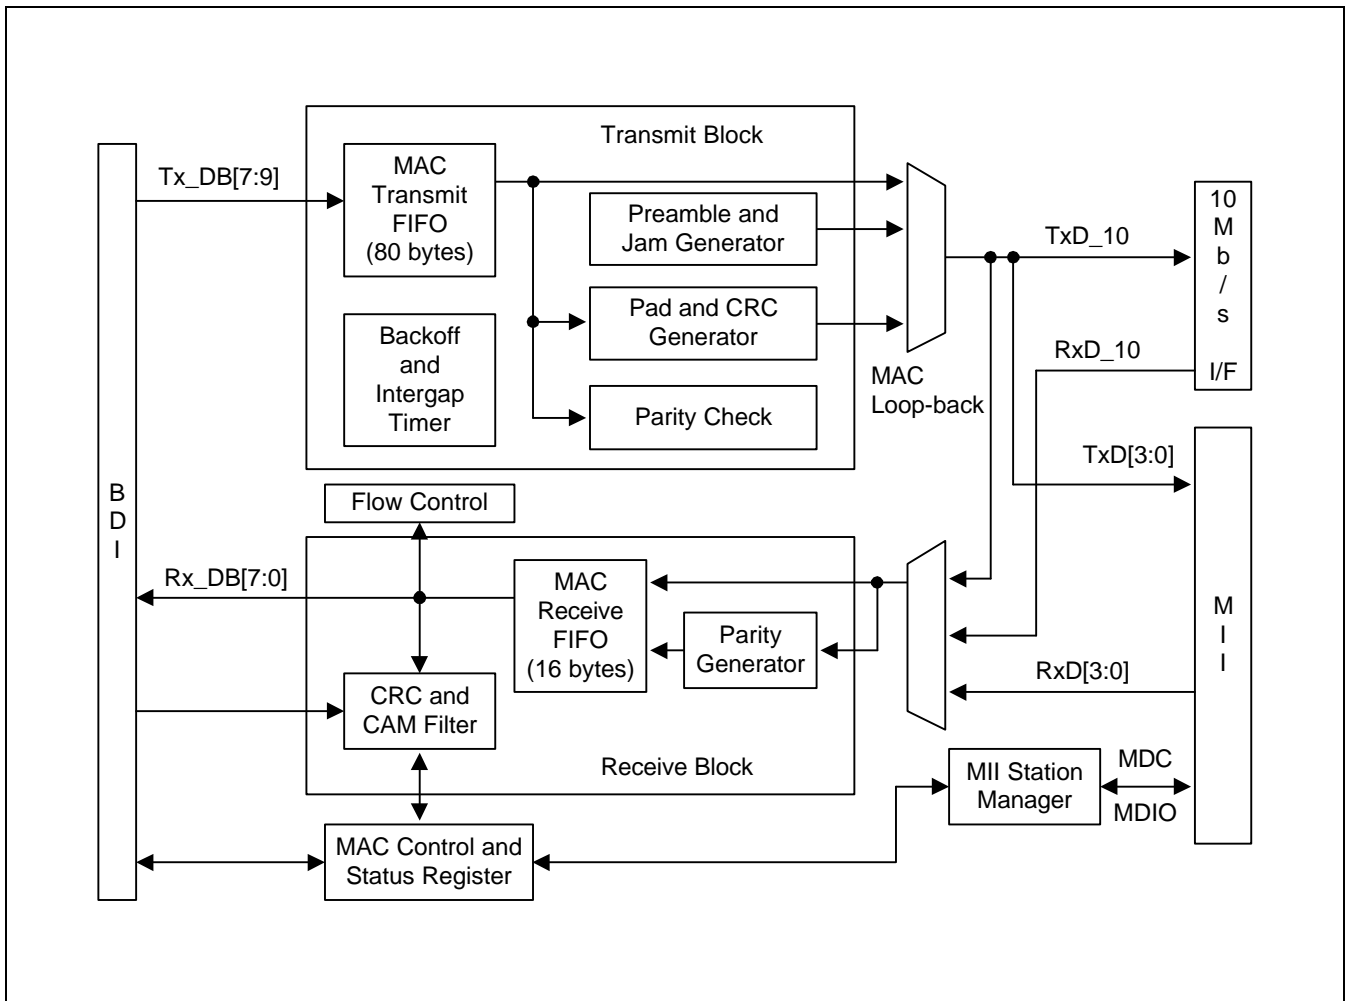 Transmit Block
Tx_DB[7:9]
MAC
Transmit
FIFO
(80 bytes)
Preamble and
Jam Generator
Pad and CRC
Generator
Parity Check
Backoff
and
Intergap
Timer
MAC
Loop-back
TxD_10
RxD_10
10
M
b
/
s
I/F
TxD[3:0]
B
D
I
Flow Control
Rx_DB[7:0]
MAC
Receive
FIFO
(16 bytes)
Parity
Generator
CRC and
CAM Filter
Receive Block
RxD[3:0]
M
I
I
MII Station
Manager
MDC
MDIO
MAC Control and
Status Register